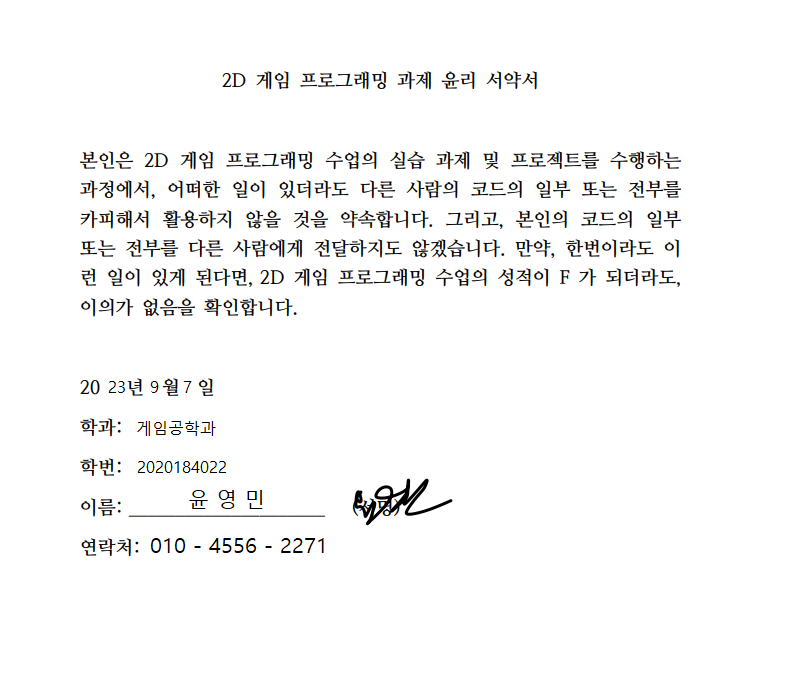 2D 게임 프로그래밍 과제 윤리 서약서
본인은 2D 게임 프로그래밍 수업의 실습 과제 및 프로젝트를 수행하는
과정에서, 어떠한 일이 있더라도 다른 사람의 코드의 일부 또는 전부를
카피해서 활용하지 않을 것을 약속합니다. 그리고, 본인의 코드의 일부
또는 전부를 다른 사람에게 전달하지도 않겠습니다. 만약, 한번이라도 이
런 일이 있게 된다면, 2D 게임 프로그래밍 수업의 성적이 F 가 되더라도,
이의가 없음을 확인합니다.
20 23년 9월 7일
학과: 게임공학과
학번: 2020184022
이름: 윤 영 민 (서명)
연락처: 010 - 4556 - 2271